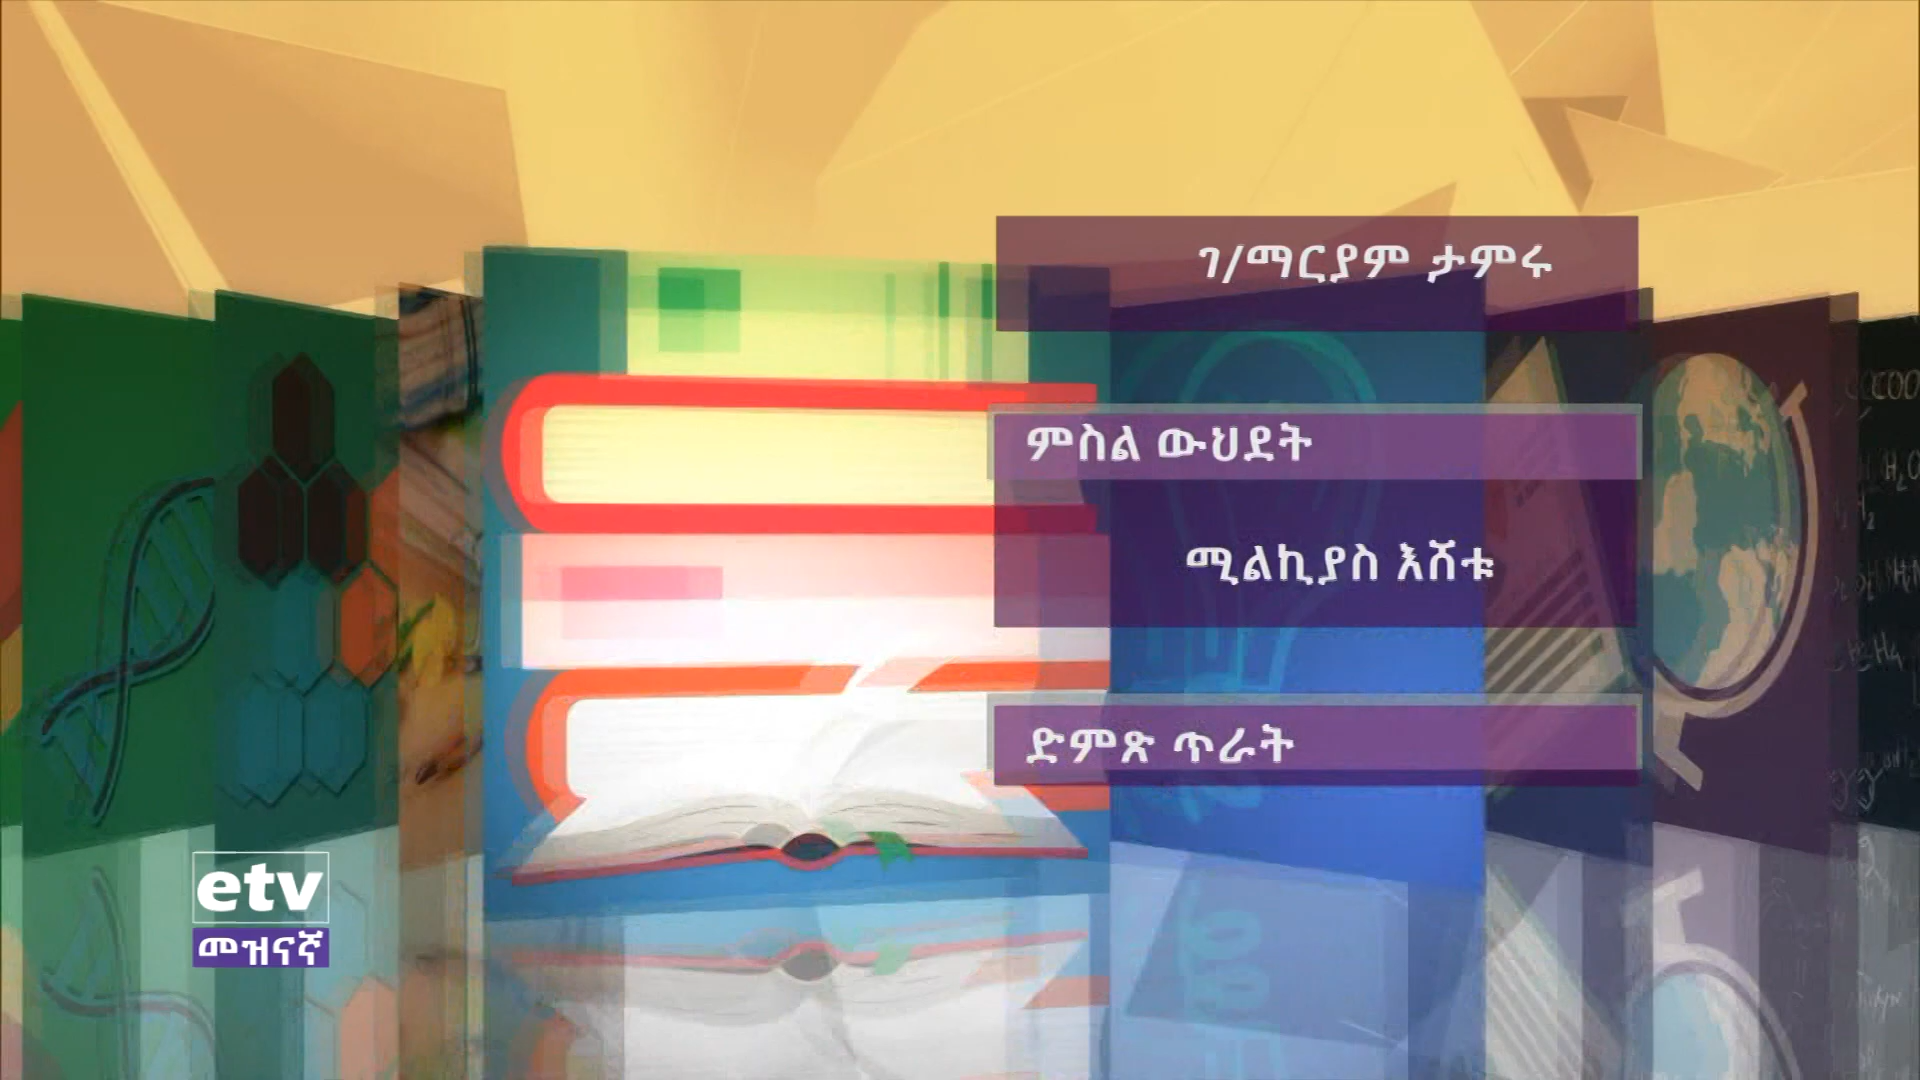 ገ/ማርያም ታምሩ
ምስል ውህደት
ሚልኪያስ እሸቱ
ድምጽ ጥራት
etv
መዝናኛ